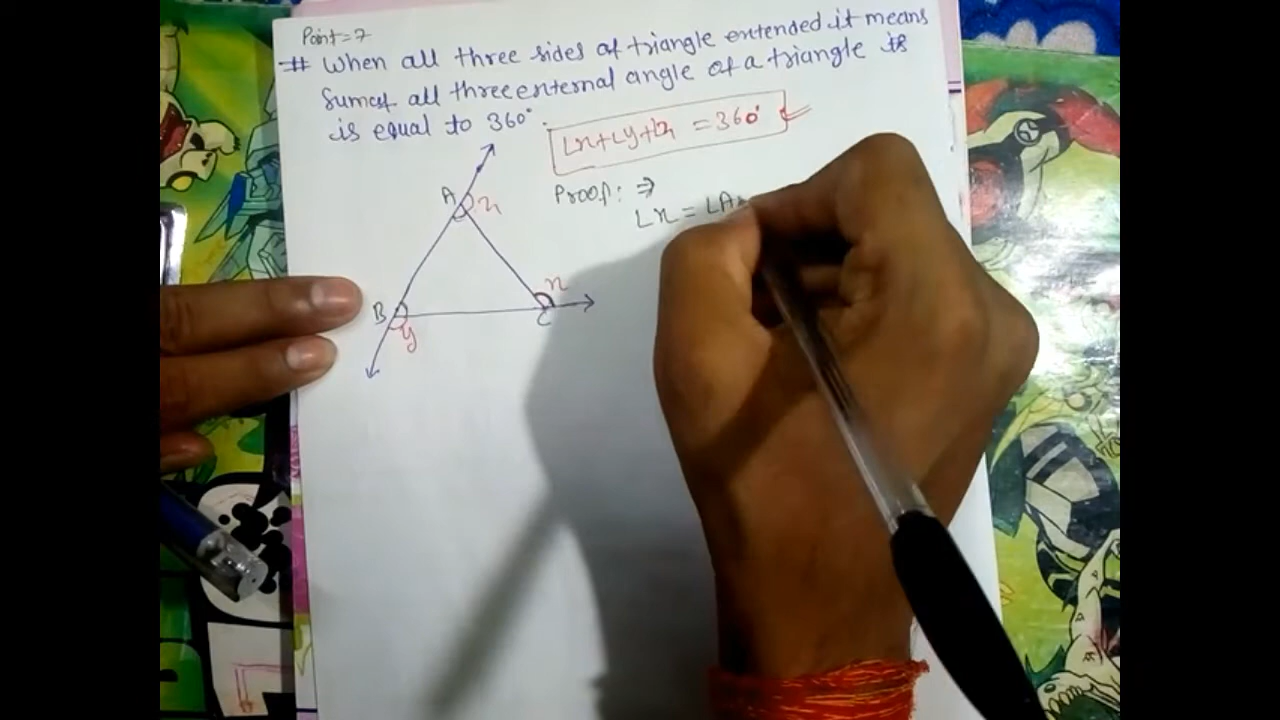 Point=7
# When all three sides of triangle extended it means
sum of all three enternal angle of a triangle is
is equal to 360°.
∠x+∠y+∠z =360°
Proof: ⇒
∠x = ∠A
A
z
x
B
C
y